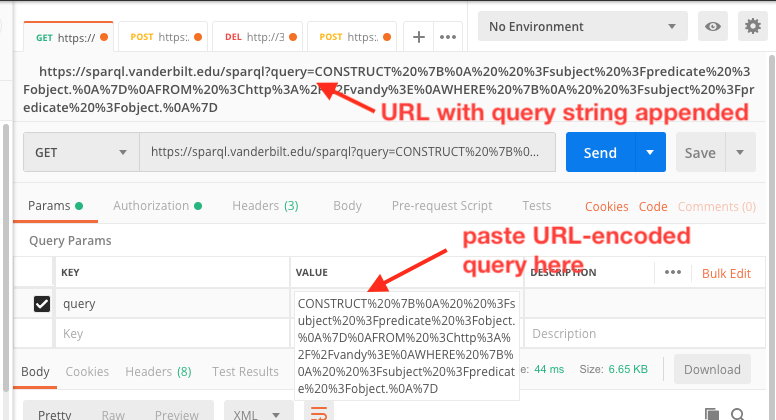 GET https://
POST https:.
DEL http://3
POST https:.
+
•••
No Environment
https://sparql.vanderbilt.edu/sparql?query=CONSTRUCT%20%7B%0A%20%20%3Fsubject%20%3Fpredicate%20%3
Fobject.%0A%7D%0AFROM%20%3Chttp%3A%2F%2Fvandy%3E%0AWHERE%20%7B%0A%20%20%3Fsubject%20%3Fpr
edicate%20%3Fobject.%0A%7D
URL with query string appended
GET
https://sparql.vanderbilt.edu/sparql?query=CONSTRUCT%20%7B%0...
Send
Save
Params
Authorization
Headers (3)
Body
Pre-request Script
Tests
Cookies
Code
Comments (0)
Query Params
paste URL-encoded
query here
KEY
VALUE
DESCRIPTION
•••
Bulk Edit
query
CONSTRUCT%20%7B%0A%20%20%3Fs
ubject%20%3Fpredicate%20%3Fobject.
%0A%7D%0AFROM%20%3Chttp%3A%
2F%2Fvandy%3E%0AWHERE%20%7B%
0A%20%20%3Fsubject%20%3Fpredicat
e%20%3Fobject.%0A%7D
Key
Description
Body
Cookies
Headers (8)
Test Results
44 ms
Size: 6.65 KB
Download
Pretty
Raw
Preview
XML